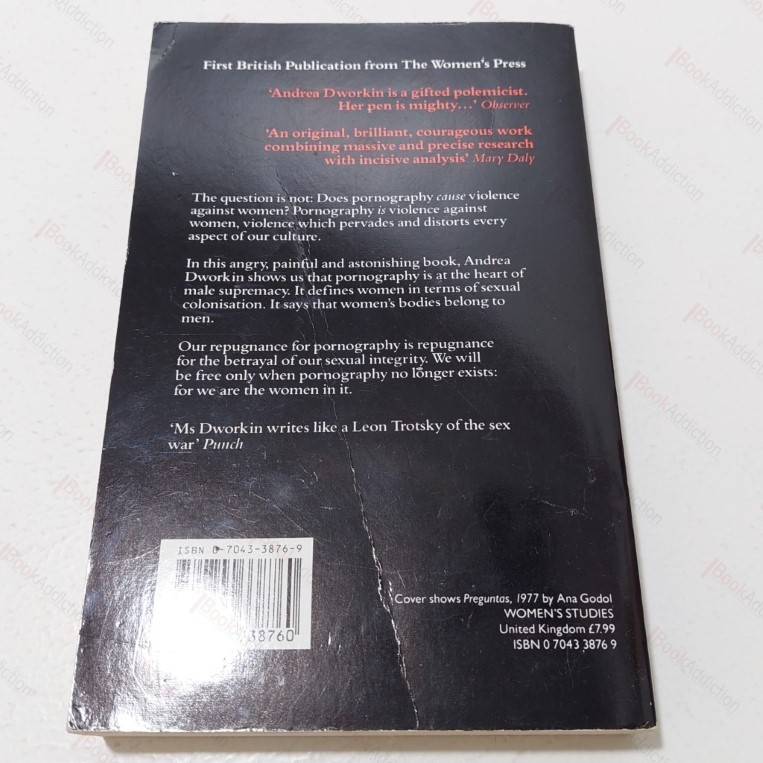 First British Publication from The Women's Press
'Andrea Dworkin is a gifted polemicist.
Her pen is mighty...' Observer
'An original, brilliant, courageous work
combining massive and precise research
with incisive analysis' Mary Daly
The question is not: Does pornography cause violence
against women? Pornography is violence against
women, violence which pervades and distorts every
aspect of our culture.
In this angry, painful and astonishing book, Andrea
Dworkin shows us that pornography is at the heart of
male supremacy. It defines women in terms of sexual
colonisation. It says that women's bodies belong to
men.
Our repugnance for pornography is repugnance
for the betrayal of our sexual integrity. We will
be free only when pornography no longer exists:
for we are the women in it.
'Ms Dworkin writes like a Leon Trotsky of the sex
war' Punch
ISBN 0-7043-3876-9
38760
Cover shows Preguntas, 1977 by Ana Godol
WOMEN'S STUDIES
United Kingdom £7.99
ISBN 0 7043 3876 9
BookAddiction